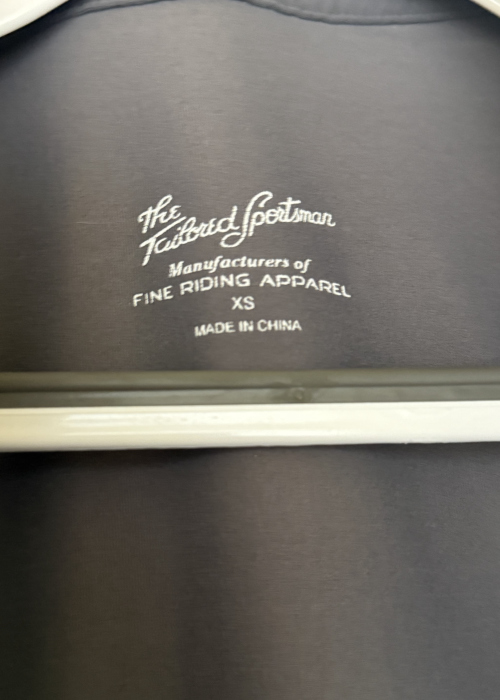 The
Tailored Sportsman
Manufacturers of
FINE RIDING APPAREL
XS
MADE IN CHINA